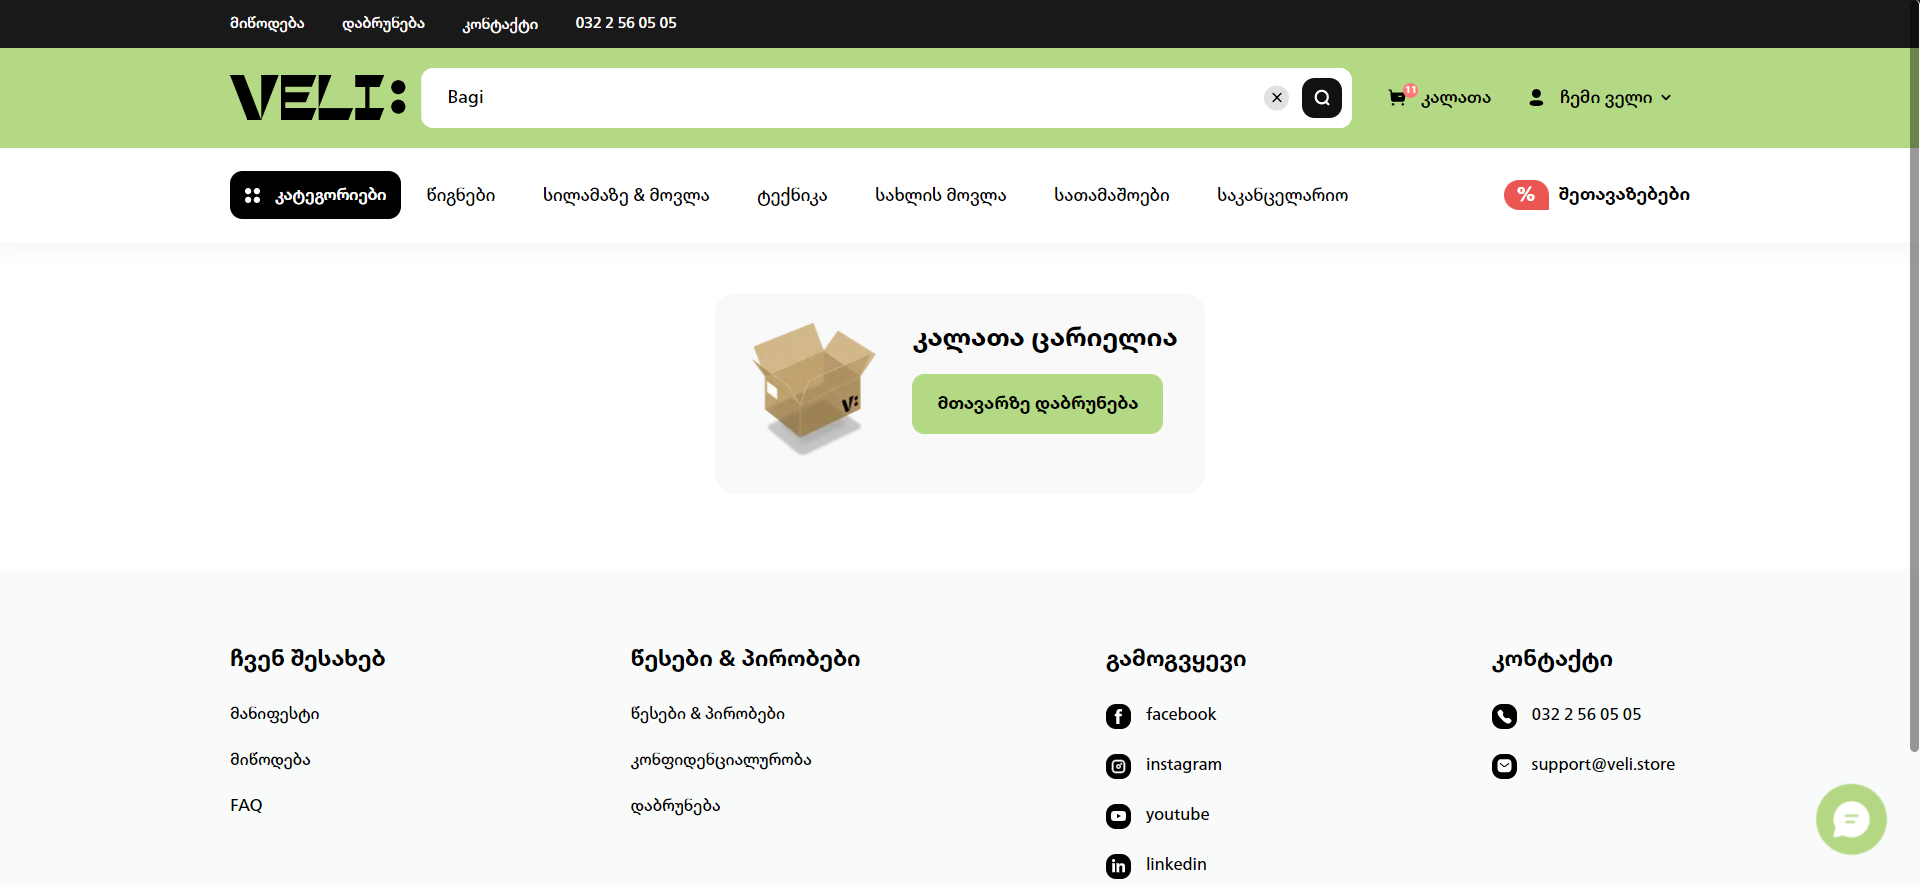 მიწოდება დაბრუნება კონტაქტი 032 2 56 05 05
VELI:
Bagi
11 კალათა ჩემი ველი
კატეგორიები წიგნები სილამაზე & მოვლა ტექნიკა სახლის მოვლა სათამაშოები საკანცელარიო % შეთავაზებები
კალათა ცარიელია
V:
მთავარზე დაბრუნება
ჩვენ შესახებ
მანიფესტი
მიწოდება
FAQ
წესები & პირობები
წესები & პირობები
კონფიდენციალურობა
დაბრუნება
გამოგვყევი
facebook
instagram
youtube
linkedin
კონტაქტი
032 2 56 05 05
support@veli.store